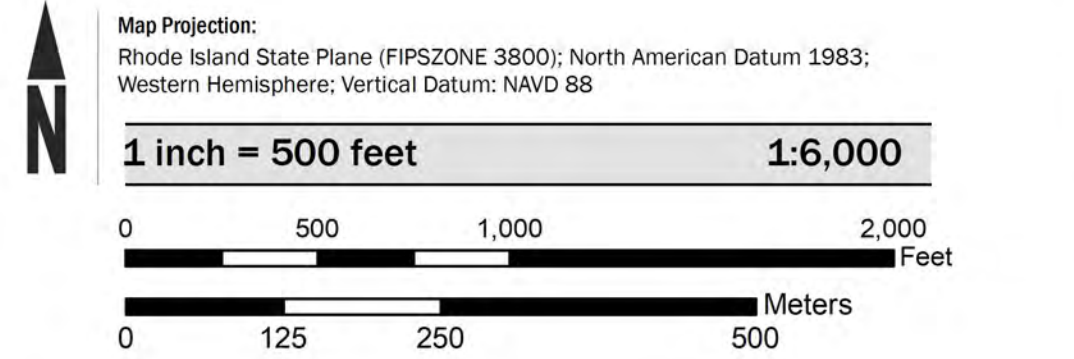 N
Map Projection:
Rhode Island State Plane (FIPSZONE 3800); North American Datum 1983;
Western Hemisphere; Vertical Datum: NAVD 88
1 inch = 500 feet 1:6,000
0 500 1,000 2,000
Feet
Meters
0 125 250 500